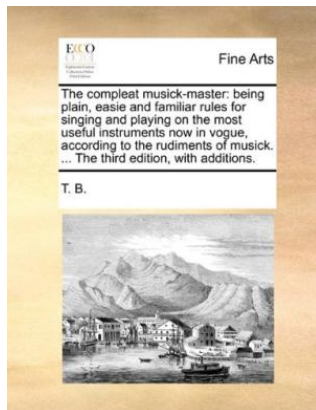 ECCO
Fine Arts
The compleat musick-master: being
plain, easie and familiar rules for
singing and playing on the most
useful instruments now in vogue,
according to the rudiments of musick.
... The third edition, with additions.
T. B.